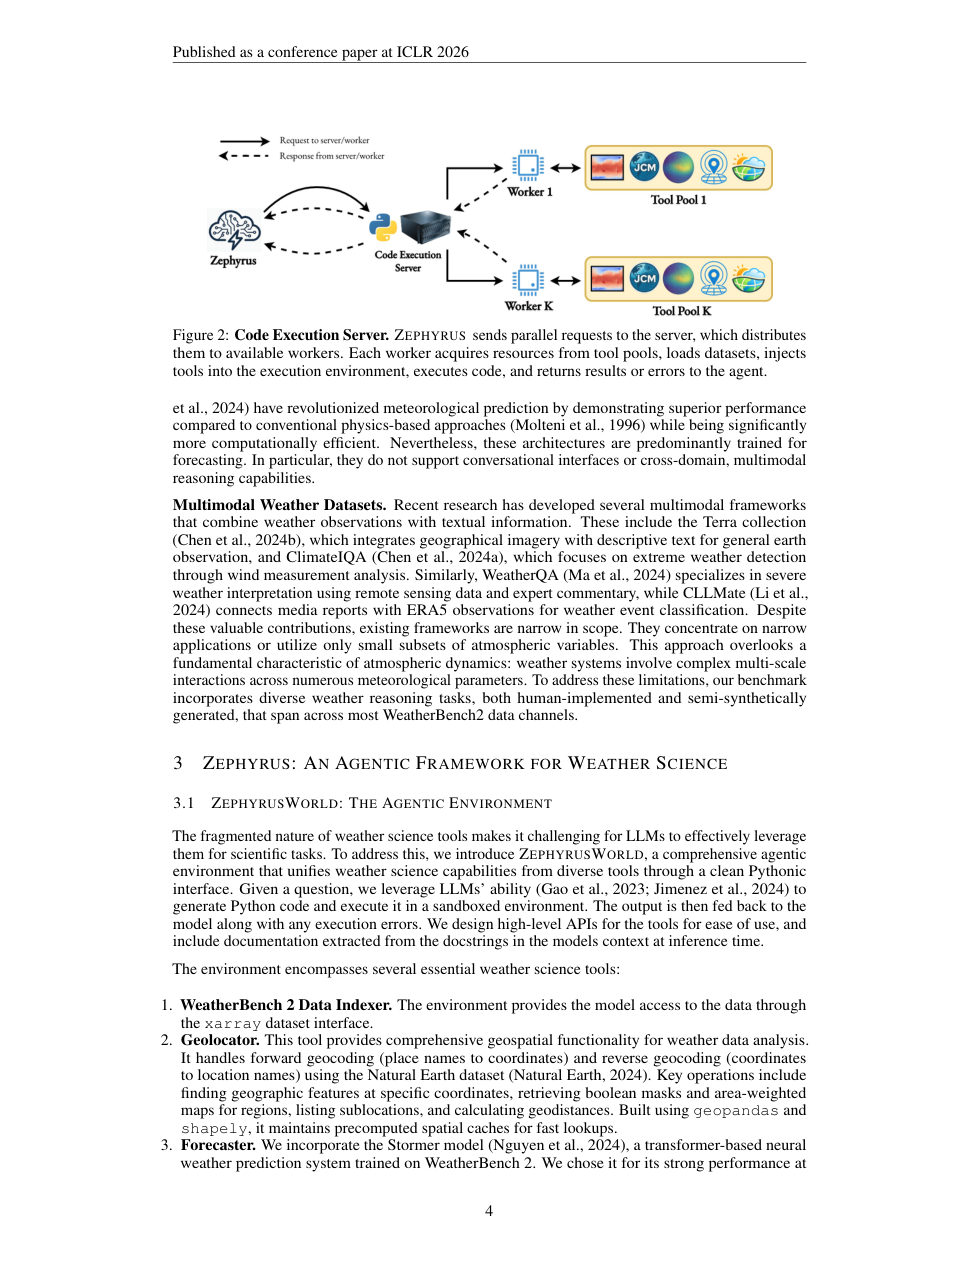 Published as a conference paper at ICLR 2026
Request to server/worker
Response from server/worker
Zephyrus
Code Execution
Server
Worker 1
JCM
Tool Pool 1
Worker K
JCM
Tool Pool K
Figure 2: Code Execution Server. ZEPHYRUS sends parallel requests to the server, which distributes
them to available workers. Each worker acquires resources from tool pools, loads datasets, injects
tools into the execution environment, executes code, and returns results or errors to the agent.
et al., 2024) have revolutionized meteorological prediction by demonstrating superior performance
compared to conventional physics-based approaches (Molteni et al., 1996) while being significantly
more computationally efficient. Nevertheless, these architectures are predominantly trained for
forecasting. In particular, they do not support conversational interfaces or cross-domain, multimodal
reasoning capabilities.
Multimodal Weather Datasets. Recent research has developed several multimodal frameworks
that combine weather observations with textual information. These include the Terra collection
(Chen et al., 2024b), which integrates geographical imagery with descriptive text for general earth
observation, and ClimateIQA (Chen et al., 2024a), which focuses on extreme weather detection
through wind measurement analysis. Similarly, WeatherQA (Ma et al., 2024) specializes in severe
weather interpretation using remote sensing data and expert commentary, while CLLMate (Li et al.,
2024) connects media reports with ERA5 observations for weather event classification. Despite
these valuable contributions, existing frameworks are narrow in scope. They concentrate on narrow
applications or utilize only small subsets of atmospheric variables. This approach overlooks a
fundamental characteristic of atmospheric dynamics: weather systems involve complex multi-scale
interactions across numerous meteorological parameters. To address these limitations, our benchmark
incorporates diverse weather reasoning tasks, both human-implemented and semi-synthetically
generated, that span across most WeatherBench2 data channels.
3 ZEPHYRUS: AN AGENTIC FRAMEWORK FOR WEATHER SCIENCE
3.1 ZEPHYRUSWORLD: THE AGENTIC ENVIRONMENT
The fragmented nature of weather science tools makes it challenging for LLMs to effectively leverage
them for scientific tasks. To address this, we introduce ZEPHYRUSWORLD, a comprehensive agentic
environment that unifies weather science capabilities from diverse tools through a clean Pythonic
interface. Given a question, we leverage LLMs' ability (Gao et al., 2023; Jimenez et al., 2024) to
generate Python code and execute it in a sandboxed environment. The output is then fed back to the
model along with any execution errors. We design high-level APIs for the tools for ease of use, and
include documentation extracted from the docstrings in the models context at inference time.
The environment encompasses several essential weather science tools:
1. WeatherBench 2 Data Indexer. The environment provides the model access to the data through
the xarray dataset interface.
2. Geolocator. This tool provides comprehensive geospatial functionality for weather data analysis.
It handles forward geocoding (place names to coordinates) and reverse geocoding (coordinates
to location names) using the Natural Earth dataset (Natural Earth, 2024). Key operations include
finding geographic features at specific coordinates, retrieving boolean masks and area-weighted
maps for regions, listing sublocations, and calculating geodistances. Built using geopandas and
shapely, it maintains precomputed spatial caches for fast lookups.
3. Forecaster. We incorporate the Stormer model (Nguyen et al., 2024), a transformer-based neural
weather prediction system trained on WeatherBench 2. We chose it for its strong performance at
4